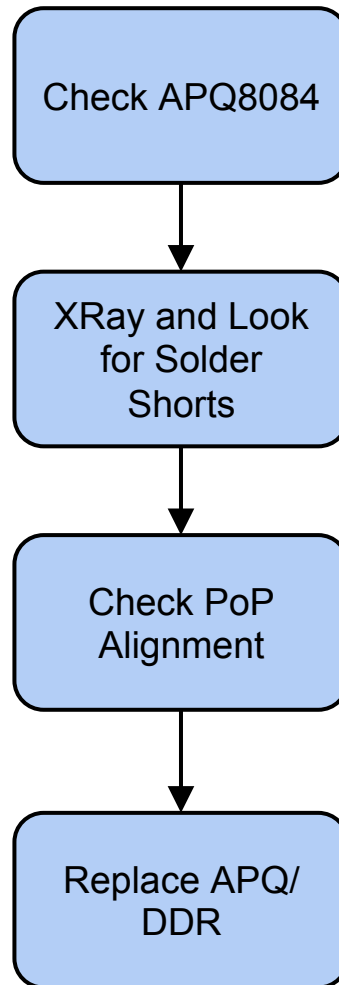 Check APQ8084
XRay and Look
for Solder
Shorts
Check PoP
Alignment
Replace APQ/
DDR